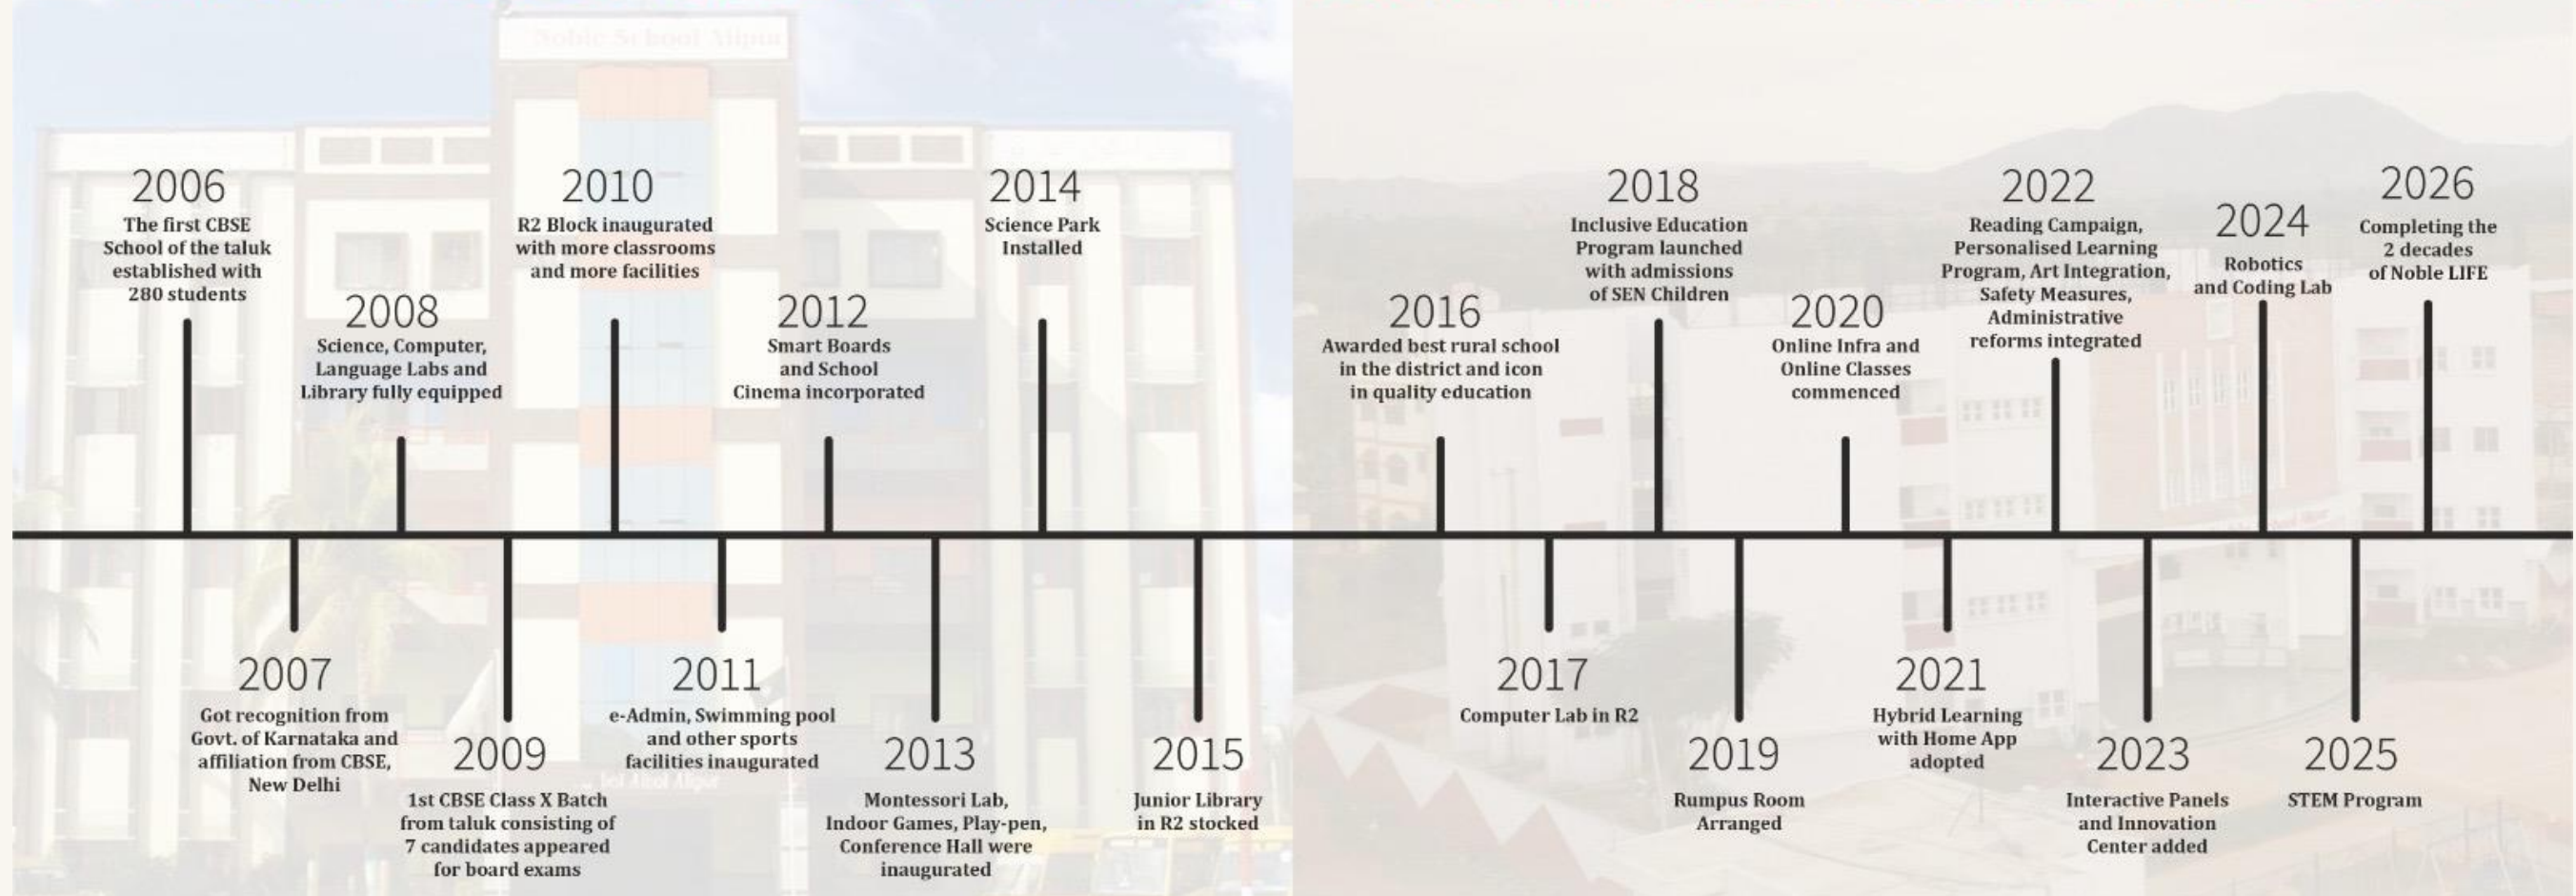 Noble School Alipur
2006
The first CBSE
School of the taluk
established with
280 students
2007
Got recognition from
Govt. of Karnataka and
affiliation from CBSE,
New Delhi
2008
Science, Computer,
Language Labs and
Library fully equipped
2009
1st CBSE Class X Batch
from taluk consisting of
7 candidates appeared
for board exams
2010
R2 Block inaugurated
with more classrooms
and more facilities
2011
e-Admin, Swimming pool
and other sports
facilities inaugurated
2012
Smart Boards
and School
Cinema incorporated
2013
Montessori Lab,
Indoor Games, Play-pen,
Conference Hall were
inaugurated
2014
Science Park
Installed
2015
Junior Library
in R2 stocked
2016
Awarded best rural school
in the district and icon
in quality education
2017
Computer Lab in R2
2018
Inclusive Education
Program launched
with admissions
of SEN Children
2019
Rumpus Room
Arranged
2020
Online Infra and
Online Classes
commenced
2021
Hybrid Learning
with Home App
adopted
2022
Reading Campaign,
Personalised Learning
Program, Art Integration,
Safety Measures,
Administrative
reforms integrated
2023
Interactive Panels
and Innovation
Center added
2024
Robotics
and Coding Lab
2025
STEM Program
2026
Completing the
2 decades
of Noble LIFE